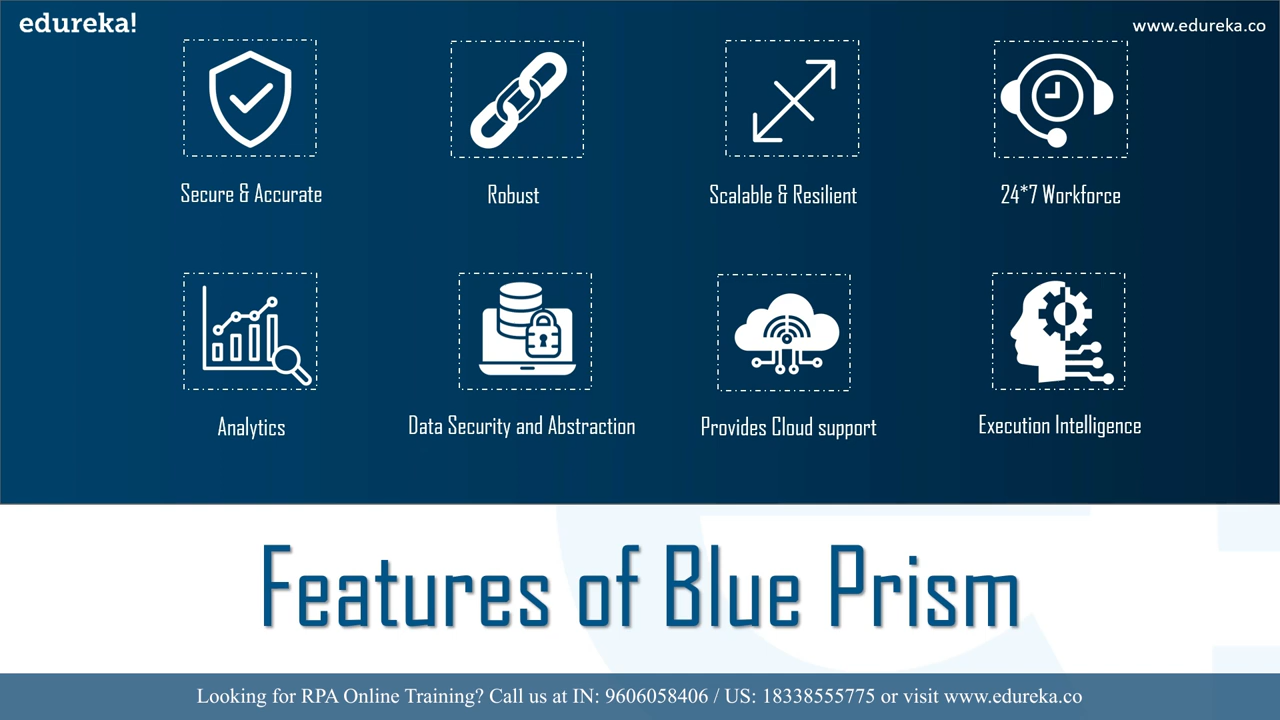 edureka!
www.edureka.co
Secure & Accurate
Robust
Scalable & Resilient
24*7 Workforce
Analytics
Data Security and Abstraction
Provides Cloud support
Execution Intelligence
Features of Blue Prism
Looking for RPA Online Training? Call us at IN: 9606058406 / US: 18338555775 or visit www.edureka.co